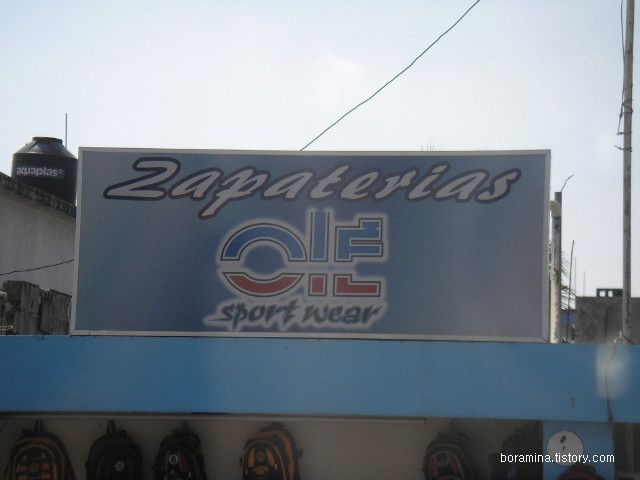 aquaplas
Zapaterias
OlE
sport wear
boramina.tistory.com